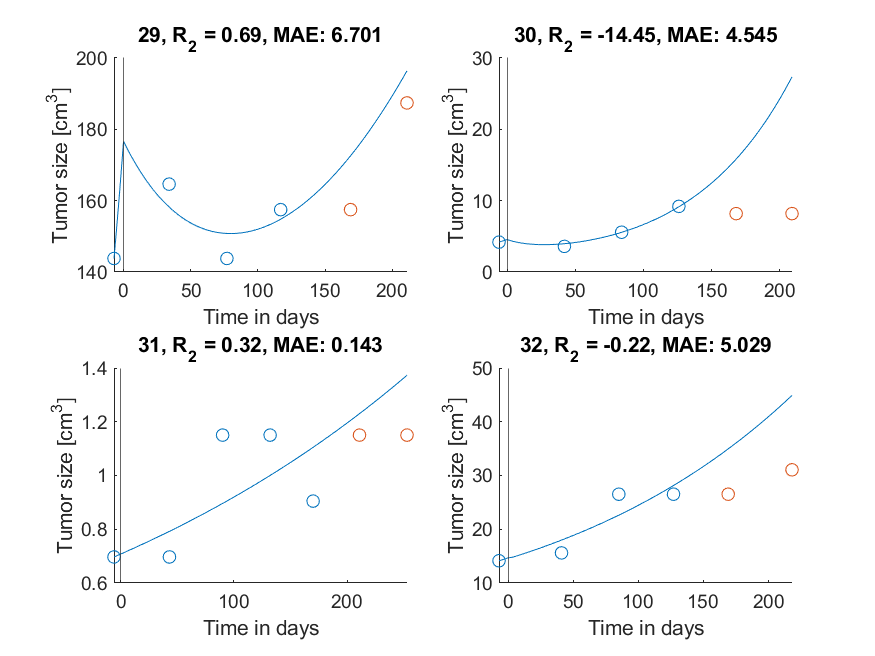 29, R₂ = 0.69, MAE: 6.701
Tumor size [cm³]
200
180
160
140
0 50 100 150 200
Time in days
30, R₂ = -14.45, MAE: 4.545
Tumor size [cm³]
30
20
10
0
0 50 100 150 200
Time in days
31, R₂ = 0.32, MAE: 0.143
Tumor size [cm³]
1.4
1.2
1
0.8
0.6
0 100 200
Time in days
32, R₂ = -0.22, MAE: 5.029
Tumor size [cm³]
50
40
30
20
10
0 50 100 150 200
Time in days